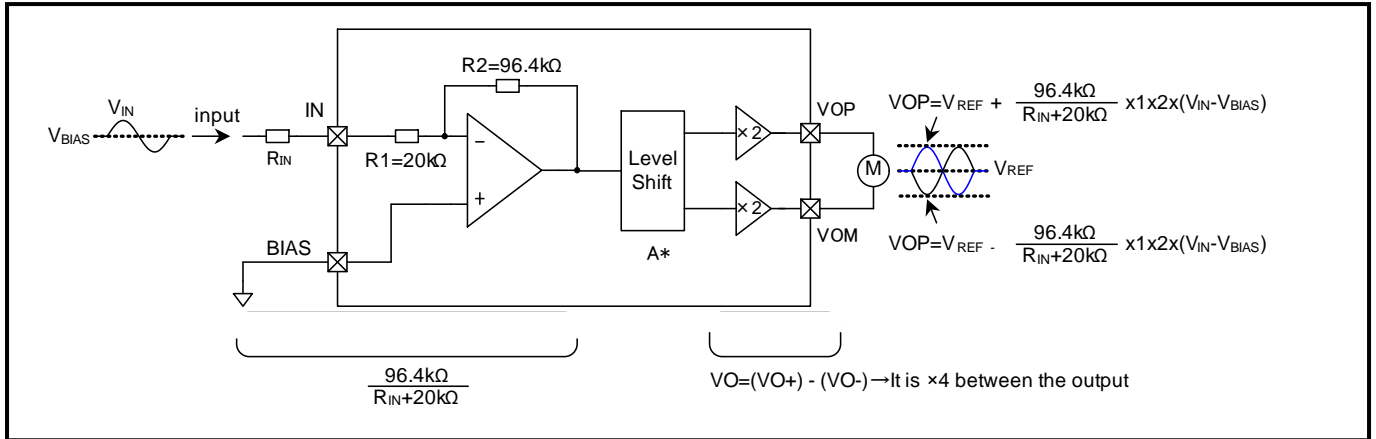 R2=96.4kΩ
VIN
VBIAS
input
IN
RIN
R1=20kΩ
−
+
BIAS
Level
Shift
A*
×2
×2
VOP
VOM
M
VOP=VREF + 96.4kΩ/RIN+20kΩ x1x2x(VIN-VBIAS)
VREF
VOP=VREF - 96.4kΩ/RIN+20kΩ x1x2x(VIN-VBIAS)
96.4kΩ
RIN+20kΩ
VO=(VO+) - (VO-)→It is ×4 between the output